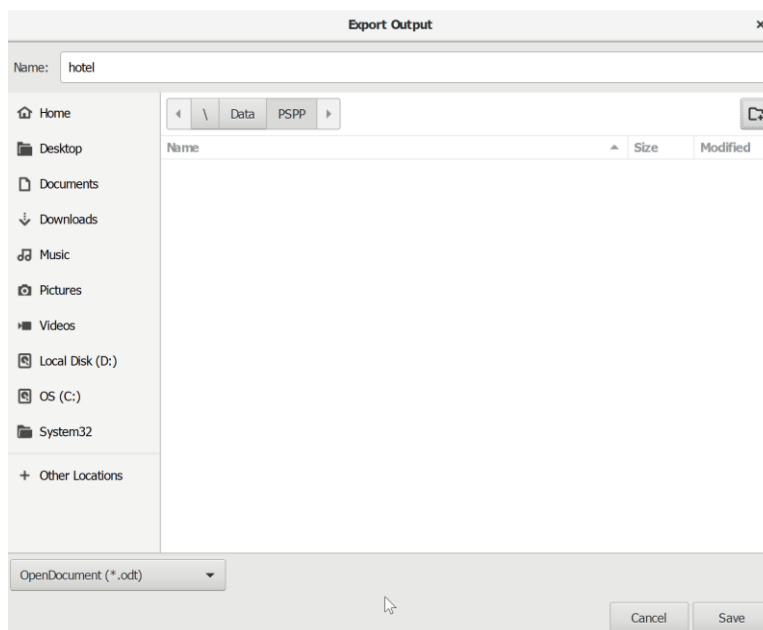 Export Output
Name: hotel
Home
\ Data PSPP
Desktop
Name Size Modified
Documents
Downloads
Music
Pictures
Videos
Local Disk (D:)
OS (C:)
System32
+ Other Locations
OpenDocument (*.odt)
Cancel Save